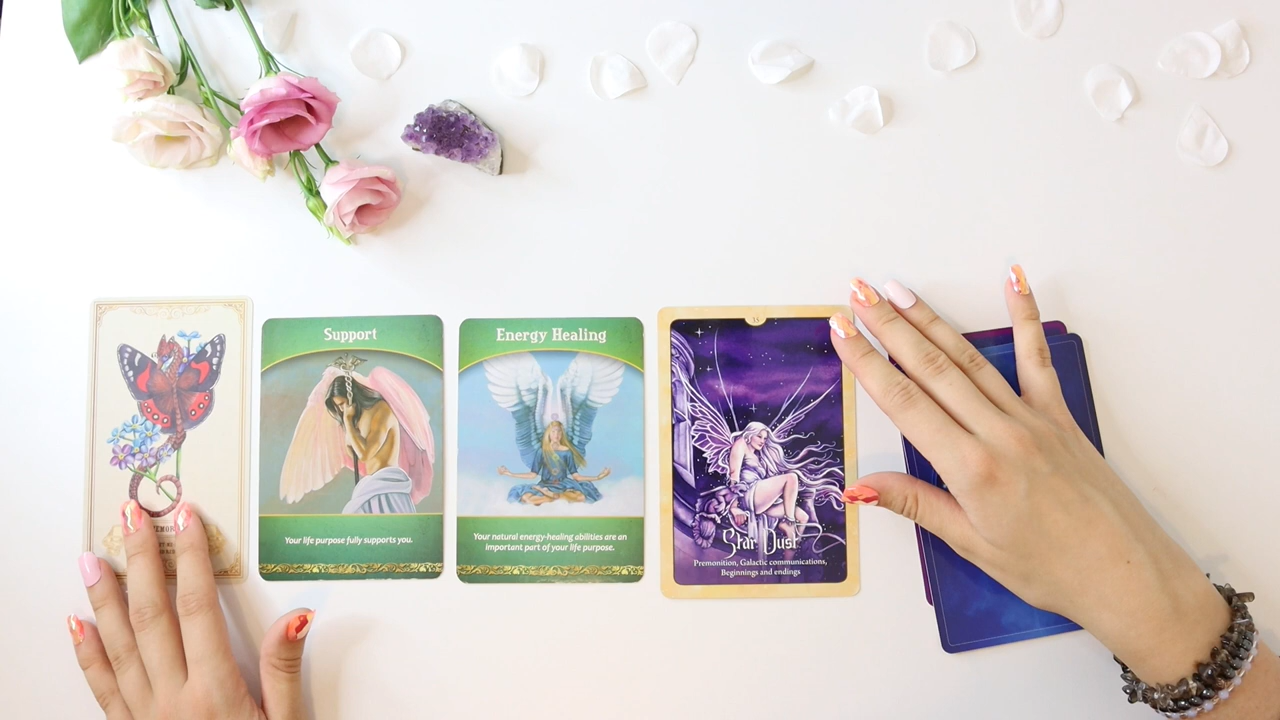 Support
Your life purpose fully supports you.
Energy Healing
Your natural energy-healing abilities are an
important part of your life purpose.
35
Star Dust
Premonition, Galactic communications,
Beginnings and endings